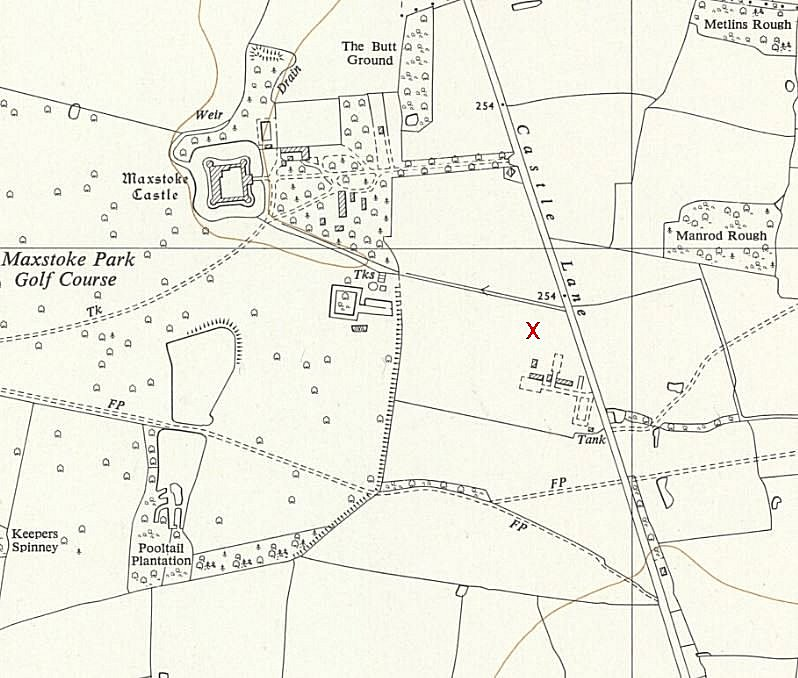 Metlins Rough
The Butt
Ground
Drain
254
Weir
Castle Lane
Maxstoke
Castle
Manrod Rough
Maxstoke Park
Golf Course
Tks
254
Tk
X
FP
Tank
FP
FP
Keepers
Spinney
Pooltail
Plantation